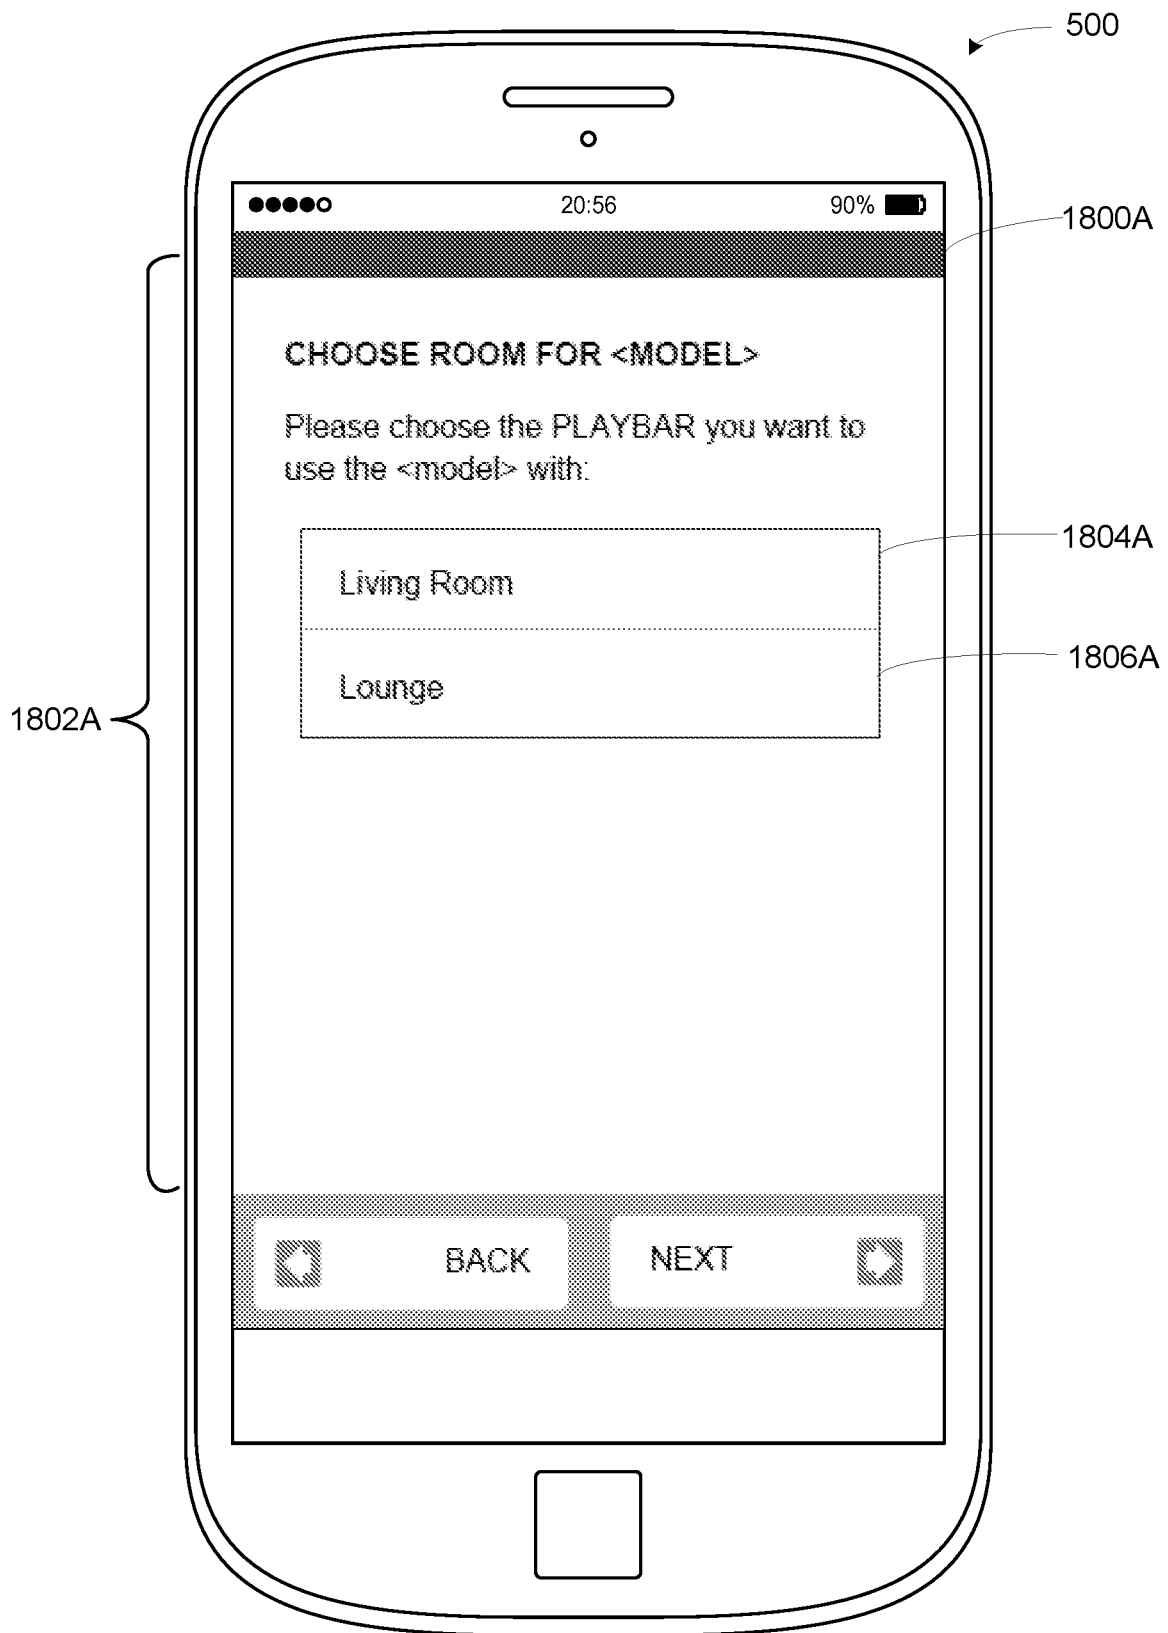 500
20:56
90%
1800A
CHOOSE ROOM FOR <MODEL>
Please choose the PLAYBAR you want to
use the <model> with:
1804A
Living Room
1806A
Lounge
1802A
BACK
NEXT